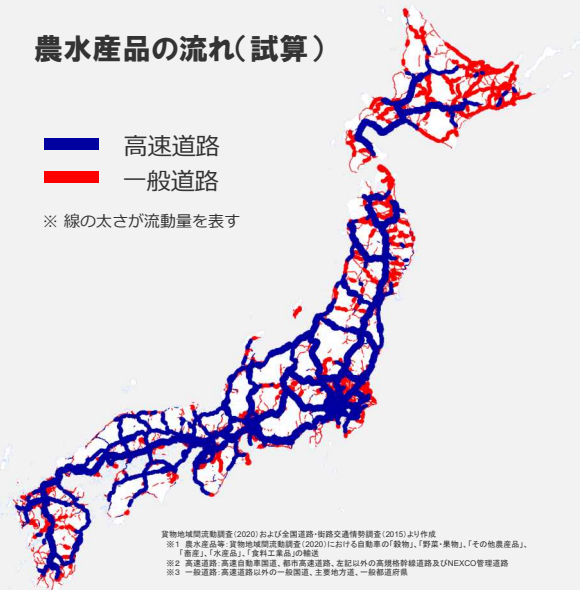 農水産品の流れ(試算)
高速道路
一般道路
※ 線の太さが流動量を表す
貨物地域間流動調査(2020)および全国道路・街路交通情勢調査(2015)より作成
※1 農水産品等：貨物地域間流動調査(2020)における自動車の「穀物」、「野菜・果物」、「その他農産品」、
「畜産」、「水産品」、「食料工業品」の輸送
※2 高速道路：高速自動車国道、都市高速道路、左記以外の高規格幹線道路及びNEXCO管理道路
※3 一般道路：高速道路以外の一般国道、主要地方道、一般都道府県